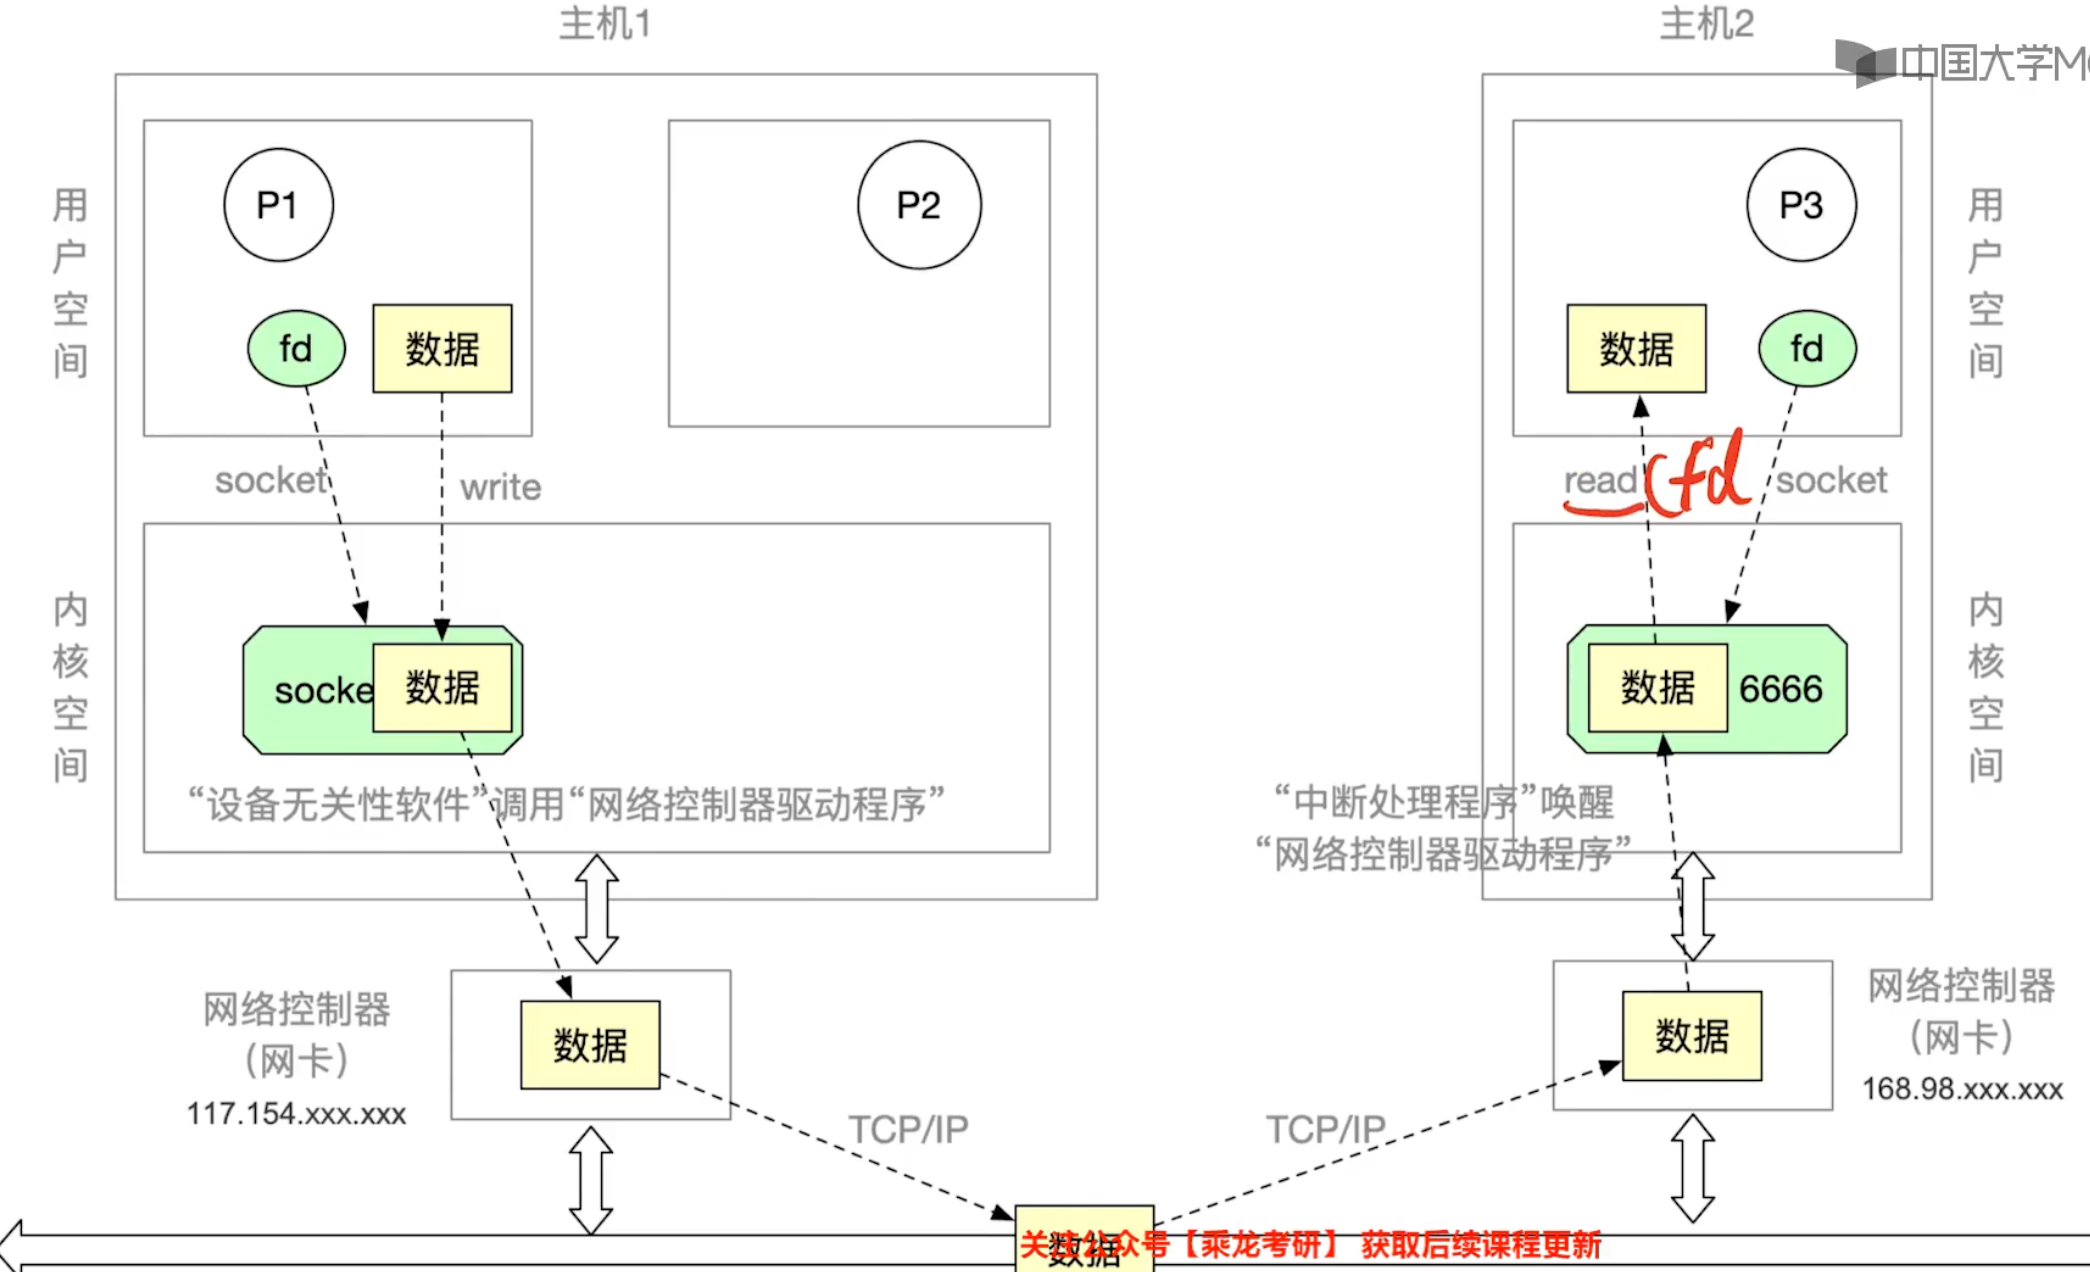 主机1
主机2
中国大学M
用户空间
P1
P2
P3
用户空间
fd
数据
数据
fd
socket
write
read
(fd
socket
内核空间
socke
数据
数据
6666
内核空间
“设备无关性软件”调用“网络控制器驱动程序”
“中断处理程序”唤醒
“网络控制器驱动程序”
网络控制器
（网卡）
117.154.xxx.xxx
数据
数据
网络控制器
（网卡）
168.98.xxx.xxx
TCP/IP
TCP/IP
数据
关注公众号【乘龙考研】 获取后续课程更新